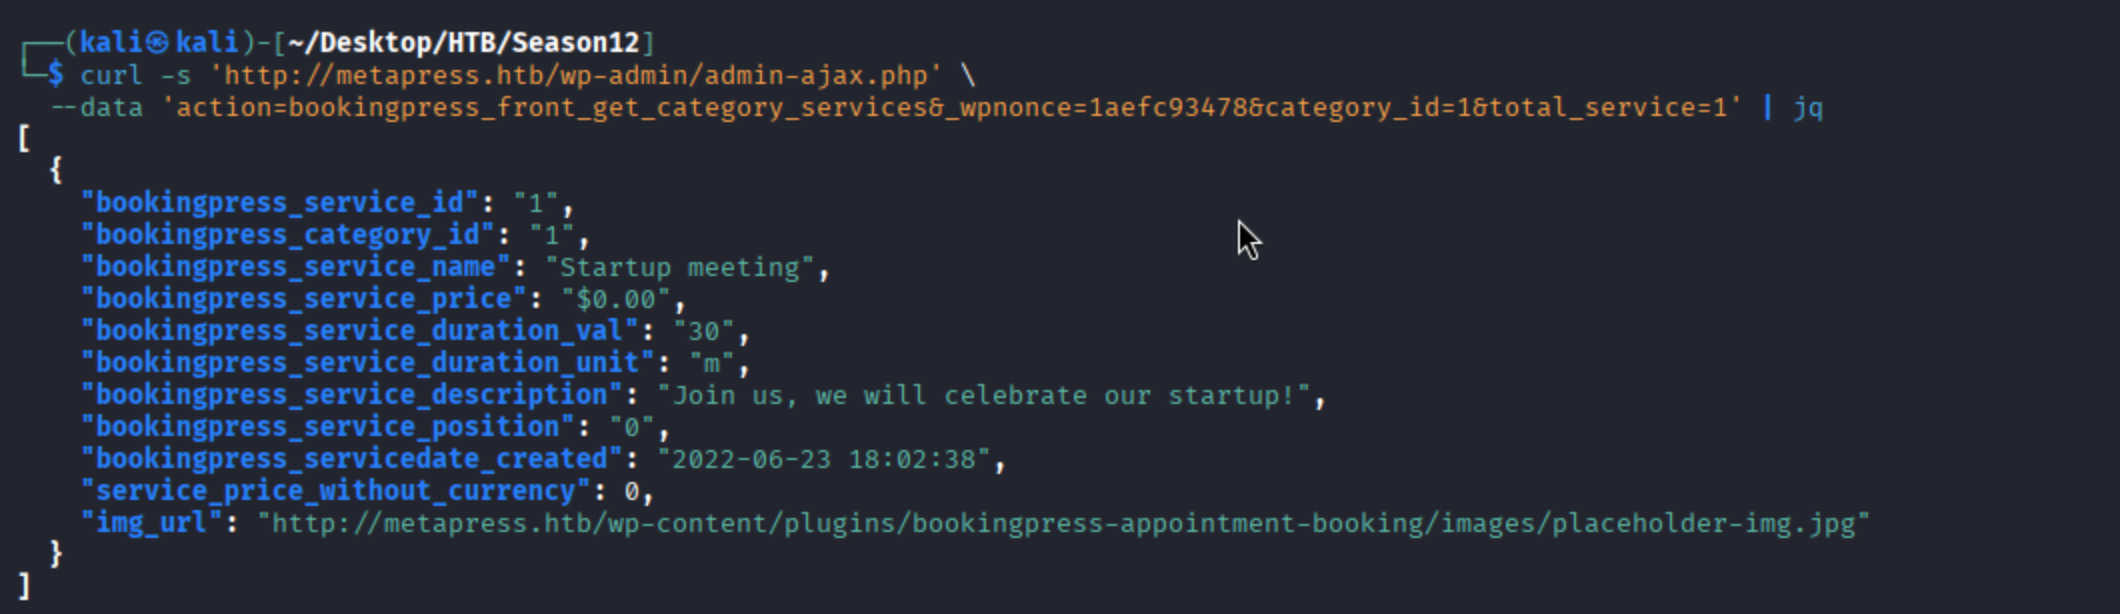 ┌──(kali㉿kali)-[~/Desktop/HTB/Season12]
└─$ curl -s 'http://metapress.htb/wp-admin/admin-ajax.php' \
  --data 'action=bookingpress_front_get_category_services&_wpnonce=1aefc93478&category_id=1&total_service=1' | jq
[
  {
    "bookingpress_service_id": "1",
    "bookingpress_category_id": "1",
    "bookingpress_service_name": "Startup meeting",
    "bookingpress_service_price": "$0.00",
    "bookingpress_service_duration_val": "30",
    "bookingpress_service_duration_unit": "m",
    "bookingpress_service_description": "Join us, we will celebrate our startup!",
    "bookingpress_service_position": "0",
    "bookingpress_servicedate_created": "2022-06-23 18:02:38",
    "service_price_without_currency": 0,
    "img_url": "http://metapress.htb/wp-content/plugins/bookingpress-appointment-booking/images/placeholder-img.jpg"
  }
]